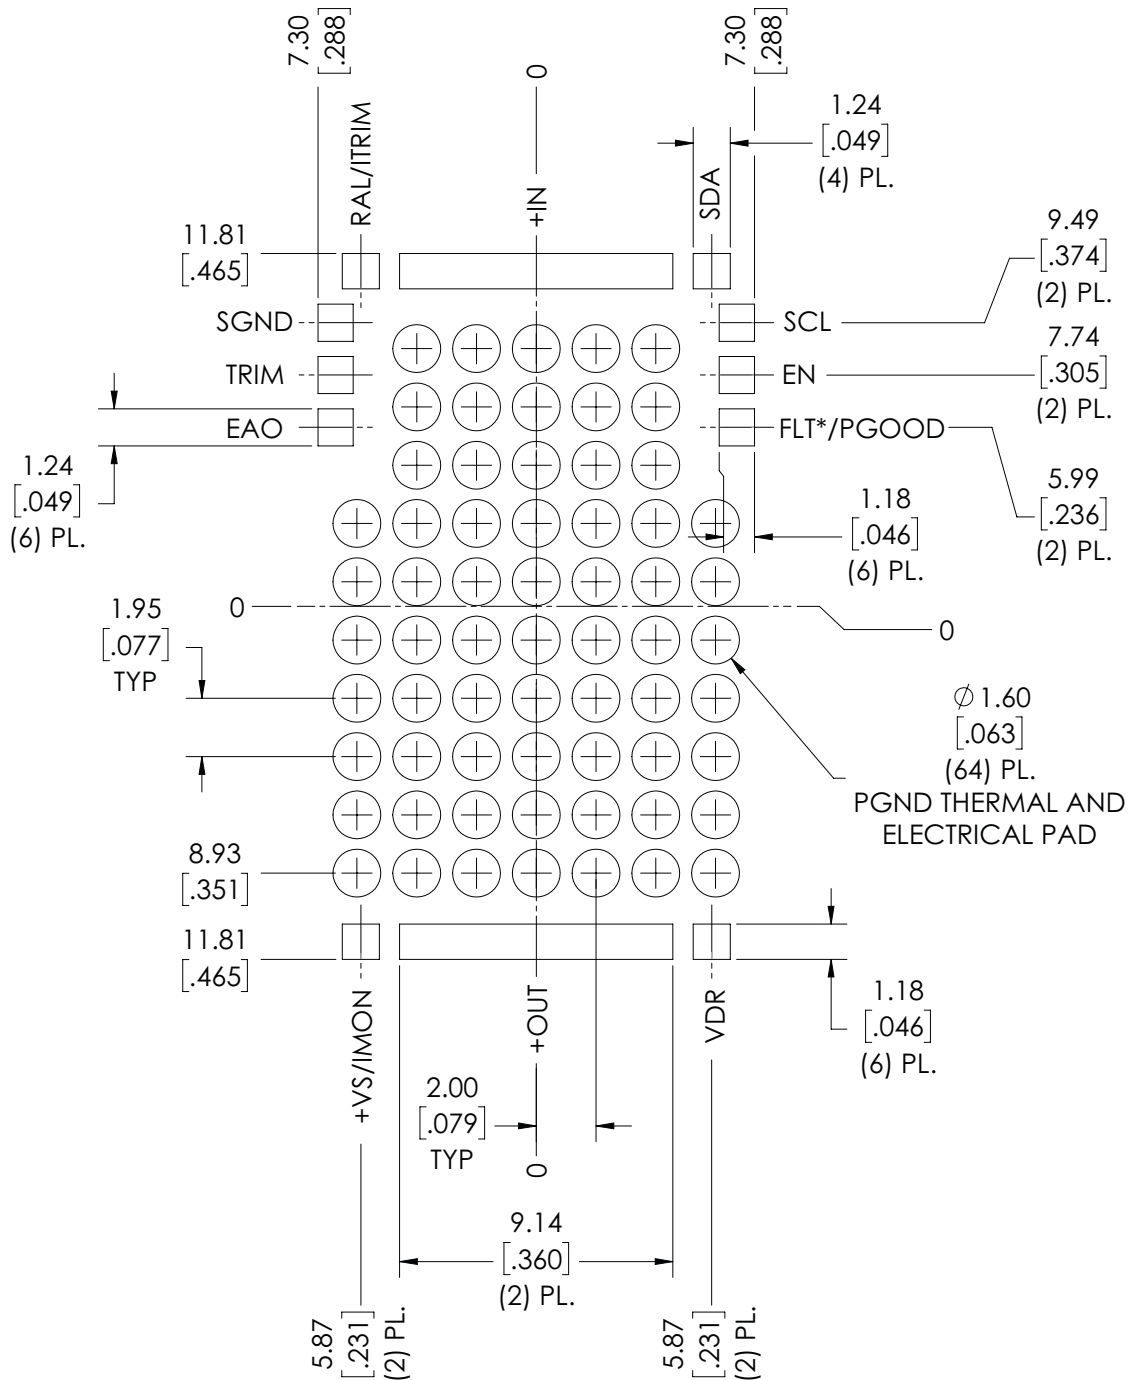 7.30
[.288]
0
7.30
[.288]
RAL/ITRIM
+IN
SDA
1.24
[.049]
(4) PL.
11.81
[.465]
9.49
[.374]
(2) PL.
SGND
SCL
TRIM
EN
7.74
[.305]
(2) PL.
EAO
FLT*/PGOOD
1.24
[.049]
(6) PL.
1.18
[.046]
(6) PL.
5.99
[.236]
(2) PL.
0
0
1.95
[.077]
TYP
Ø 1.60
[.063]
(64) PL.
PGND THERMAL AND
ELECTRICAL PAD
8.93
[.351]
11.81
[.465]
+VS/IMON
+OUT
VDR
1.18
[.046]
(6) PL.
2.00
[.079]
TYP
0
9.14
[.360]
(2) PL.
5.87
[.231]
(2) PL.
5.87
[.231]
(2) PL.